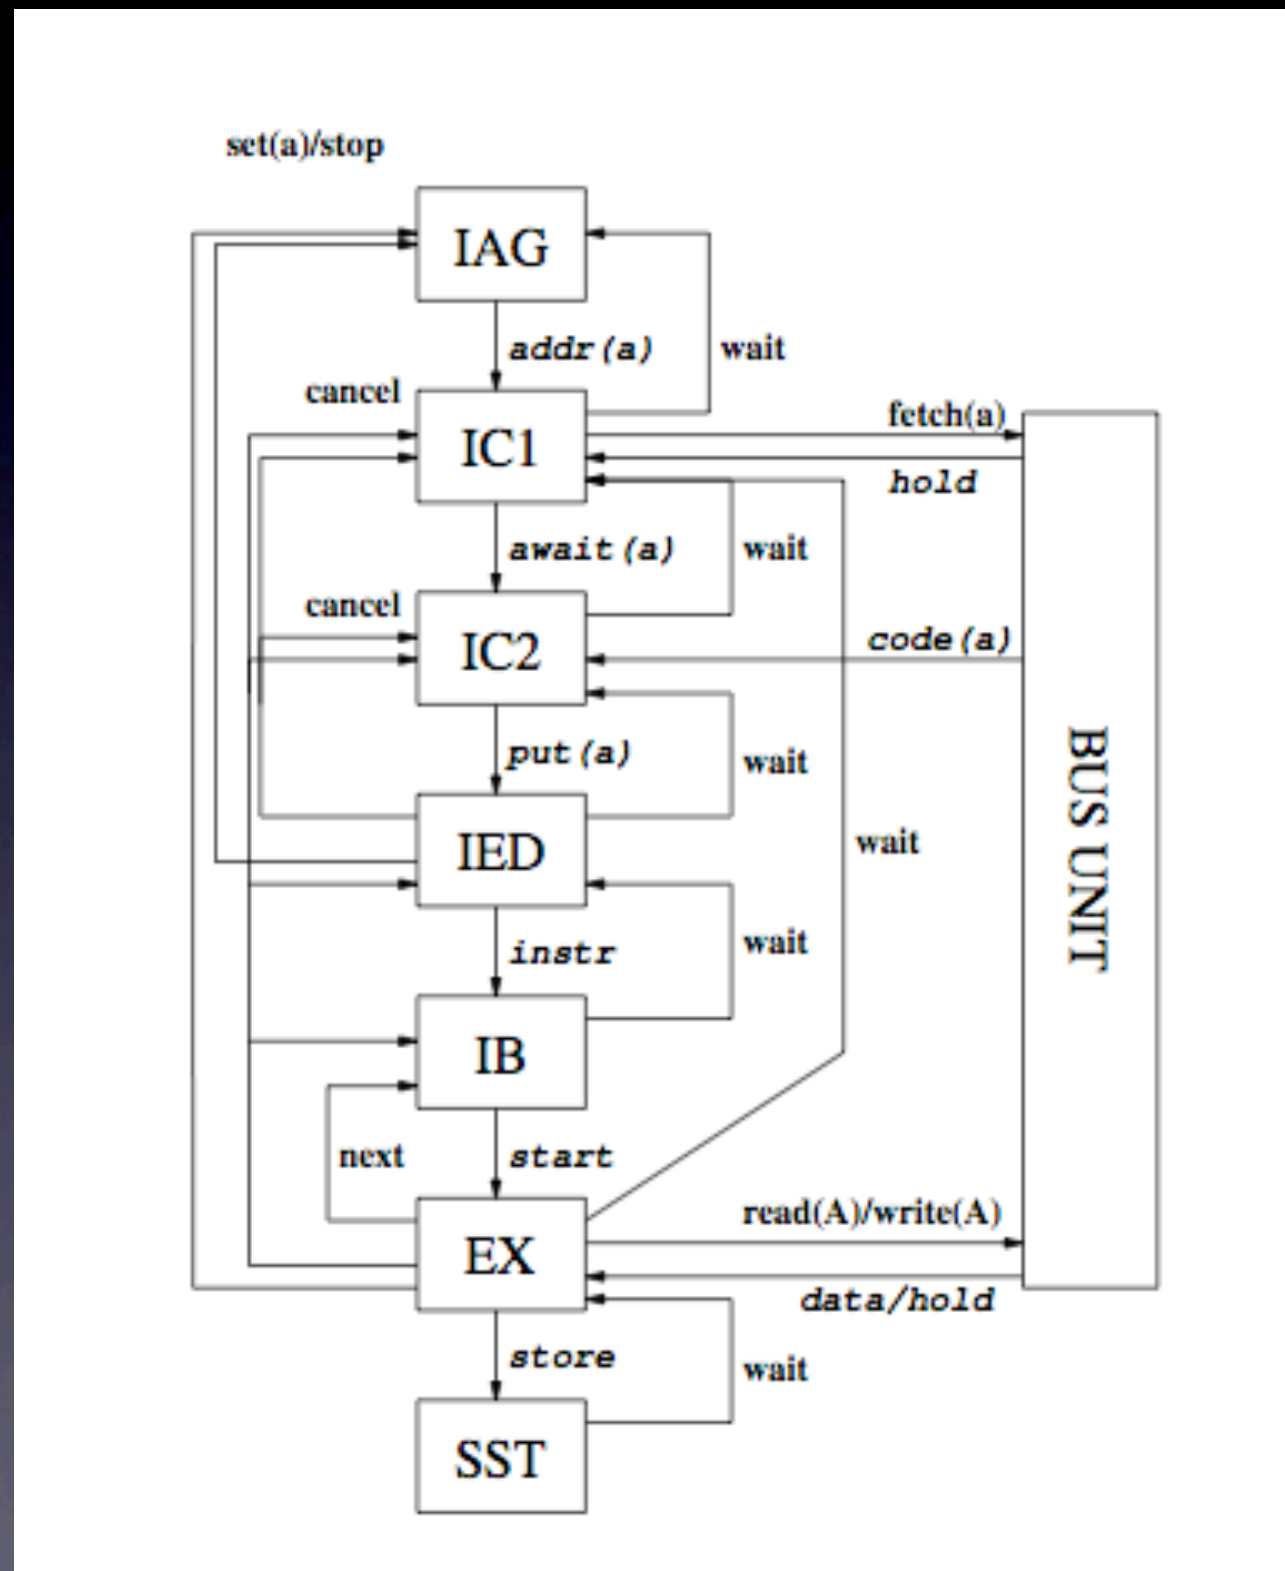 set(a)/stop
IAG
addr(a)
wait
cancel
IC1
fetch(a)
hold
await(a)
wait
cancel
IC2
code(a)
put(a)
wait
IED
BUS UNIT
wait
instr
wait
IB
next
start
read(A)/write(A)
EX
data/hold
store
wait
SST